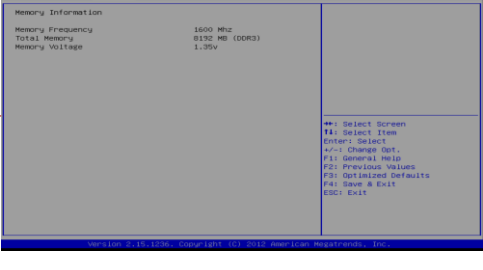 Memory Information
Memory Frequency 1600 Mhz
Total Memory 8192 MB (DDR3)
Memory Voltage 1.35v
→←: Select Screen
↑↓: Select Item
Enter: Select
+/-: Change Opt.
F1: General Help
F2: Previous Values
F3: Optimized Defaults
F4: Save & Exit
ESC: Exit
Version 2.15.1236. Copyright (C) 2012 American Megatrends, Inc.